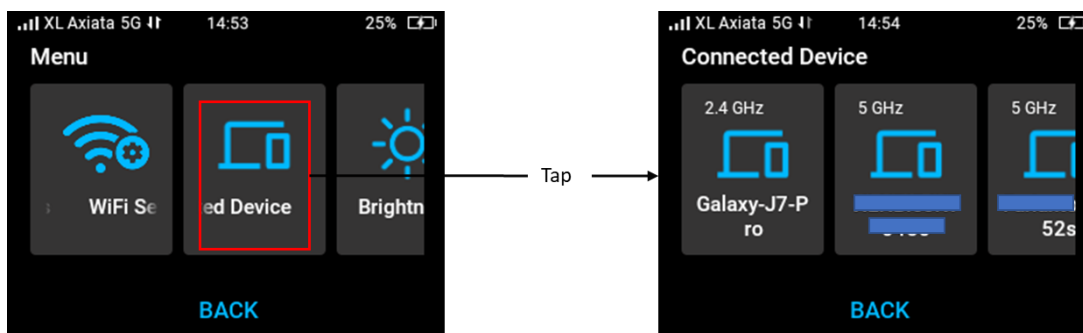 XL Axiata 5G 14:53 25%
Menu
WiFi Se
ed Device
Brightn
BACK
Tap
XL Axiata 5G 14:54 25%
Connected Device
2.4 GHz
Galaxy-J7-P
ro
5 GHz
5 GHz
52s
BACK